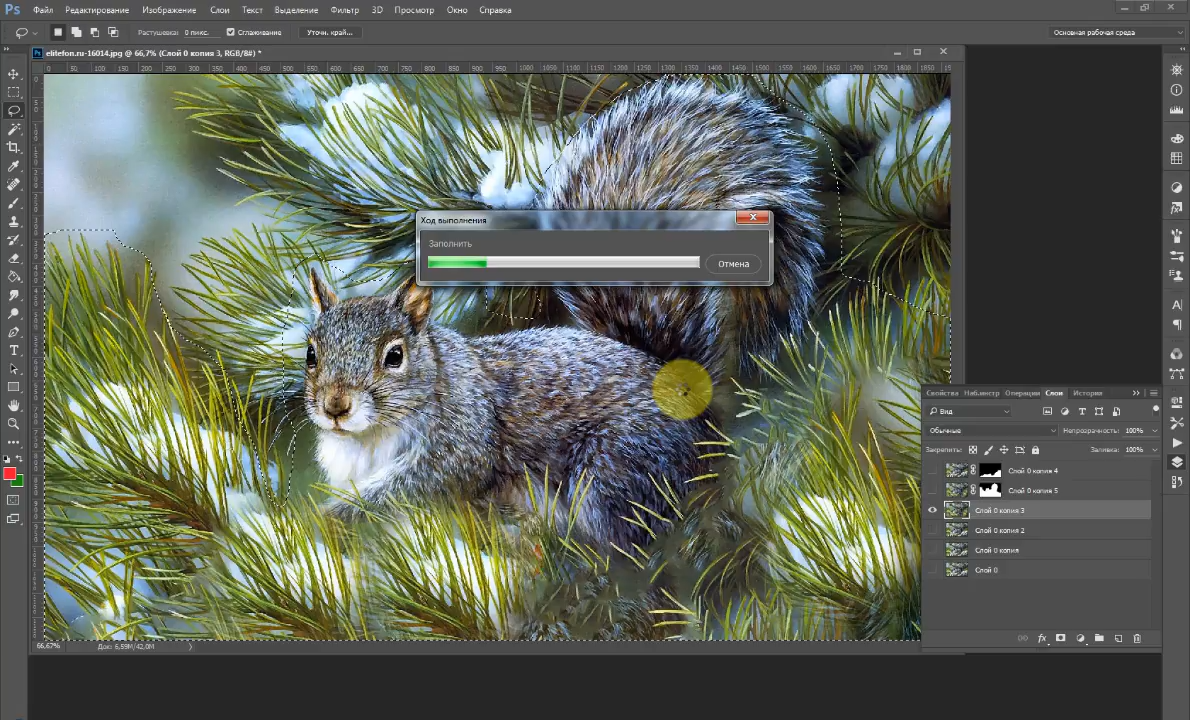 Ps Файл Редактирование Изображение Слои Текст Выделение Фильтр 3D Просмотр Окно Справка
Растушевка: 0 пикс. Сглаживание Уточн. край... Основная рабочая среда
elitefon.ru-16014.jpg @ 66,7% (Слой 0 копия 3, RGB/8#) *
Ход выполнения
Заполнить
Отмена
Свойства Операции Слои История
Вид
Обычные Непрозрачность: 100%
Закрепить: Заливка: 100%
Слой 0 копия 4
Слой 0 копия 5
Слой 0 копия 3
Слой 0 копия 2
Слой 0 копия
Слой 0
66,67% Док: 6,59M/42,0M